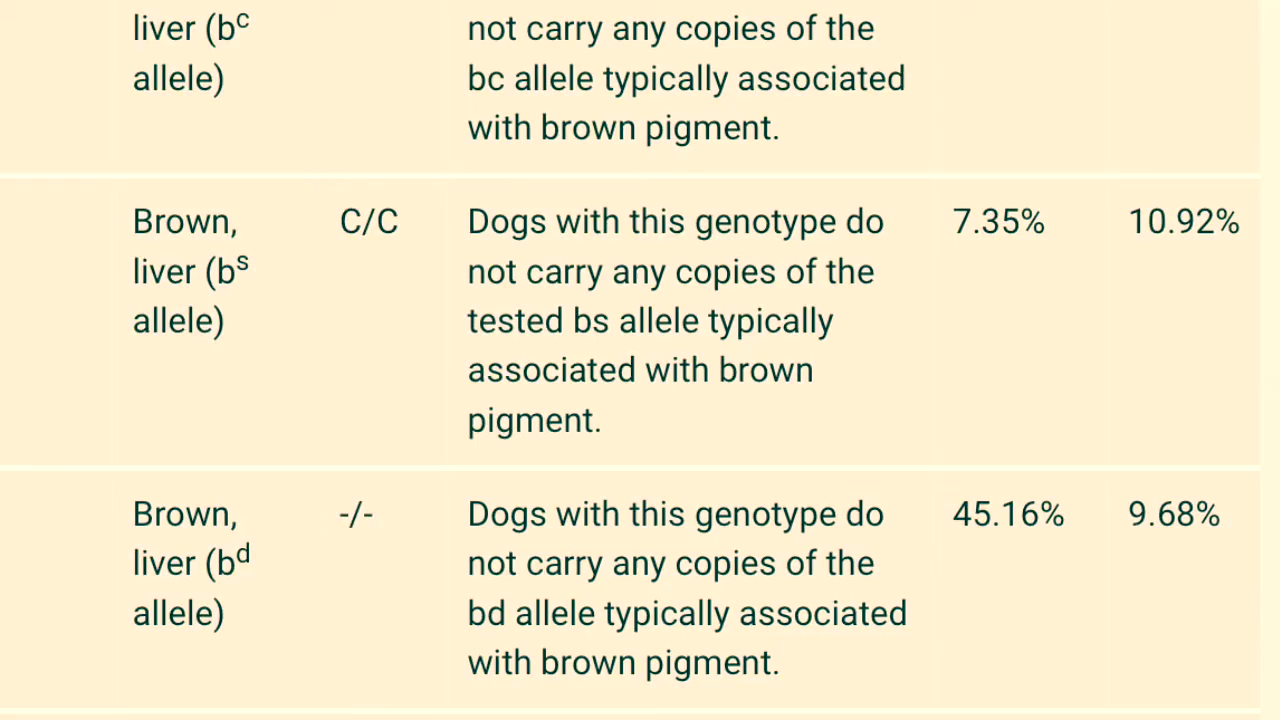 liver (bᶜ
allele)
not carry any copies of the
bc allele typically associated
with brown pigment.
Brown,
liver (bˢ
allele)
C/C
Dogs with this genotype do
not carry any copies of the
tested bs allele typically
associated with brown
pigment.
7.35%
10.92%
Brown,
liver (bᵈ
allele)
-/-
Dogs with this genotype do
not carry any copies of the
bd allele typically associated
with brown pigment.
45.16%
9.68%